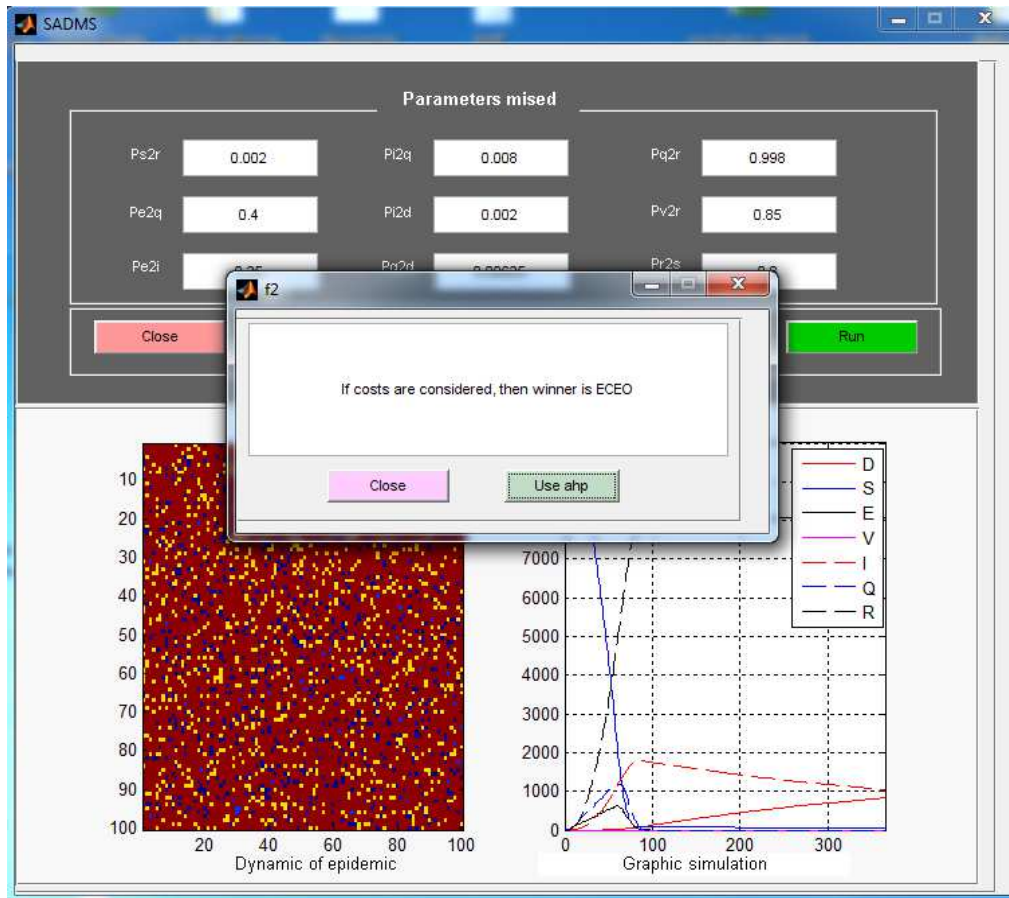 SADMS
Parameters mised
Ps2r 0.002 Pi2q 0.008 Pq2r 0.998
Pe2q 0.4 Pi2d 0.002 Pv2r 0.85
Pe2i Pq2d Pr2s
f2
Close Run
If costs are considered, then winner is ECEO
Close Use ahp
10
20
30
40
50
60
70
80
90
100
20 40 60 80 100
Dynamic of epidemic
D
S
E
V
I
Q
R
7000
6000
5000
4000
3000
2000
1000
0
0 100 200 300
Graphic simulation